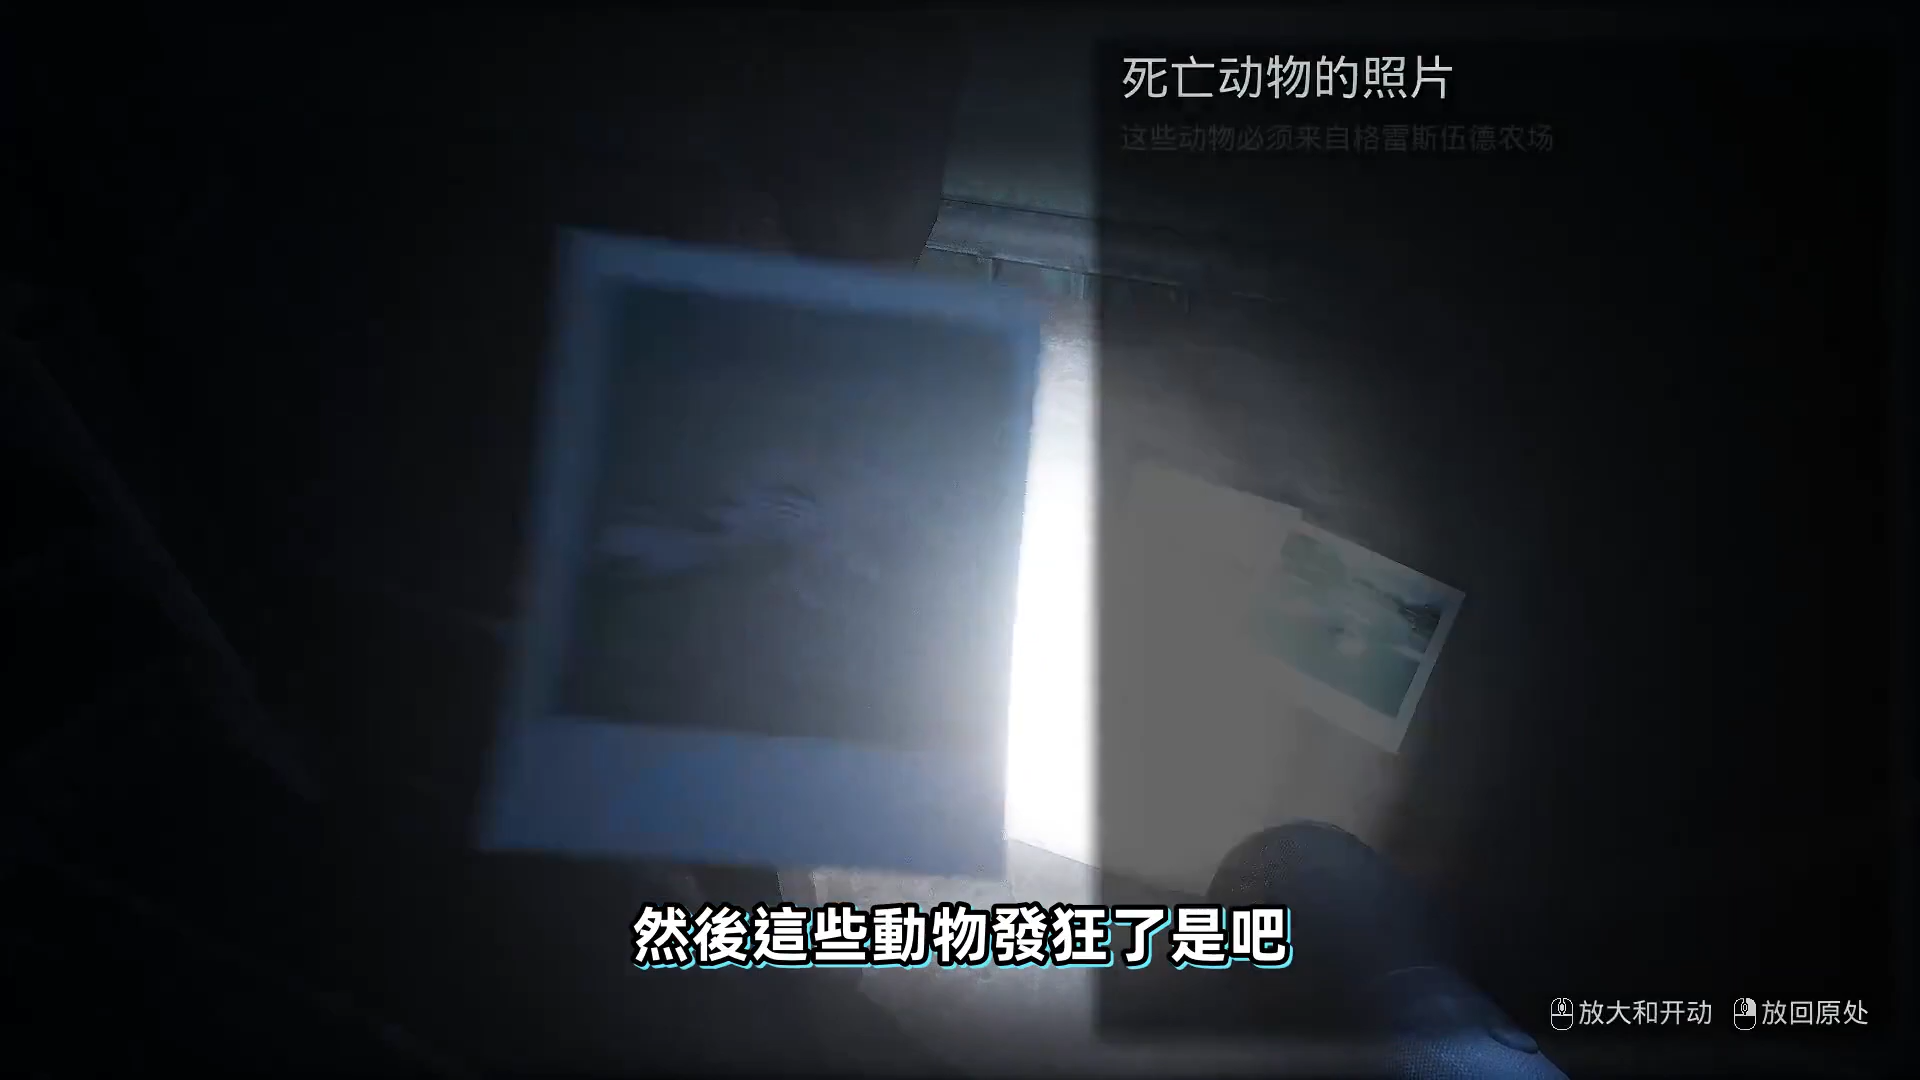 死亡动物的照片
这些动物必须来自格雷斯伍德农场
然後這些動物發狂了是吧
放大和开动 放回原处